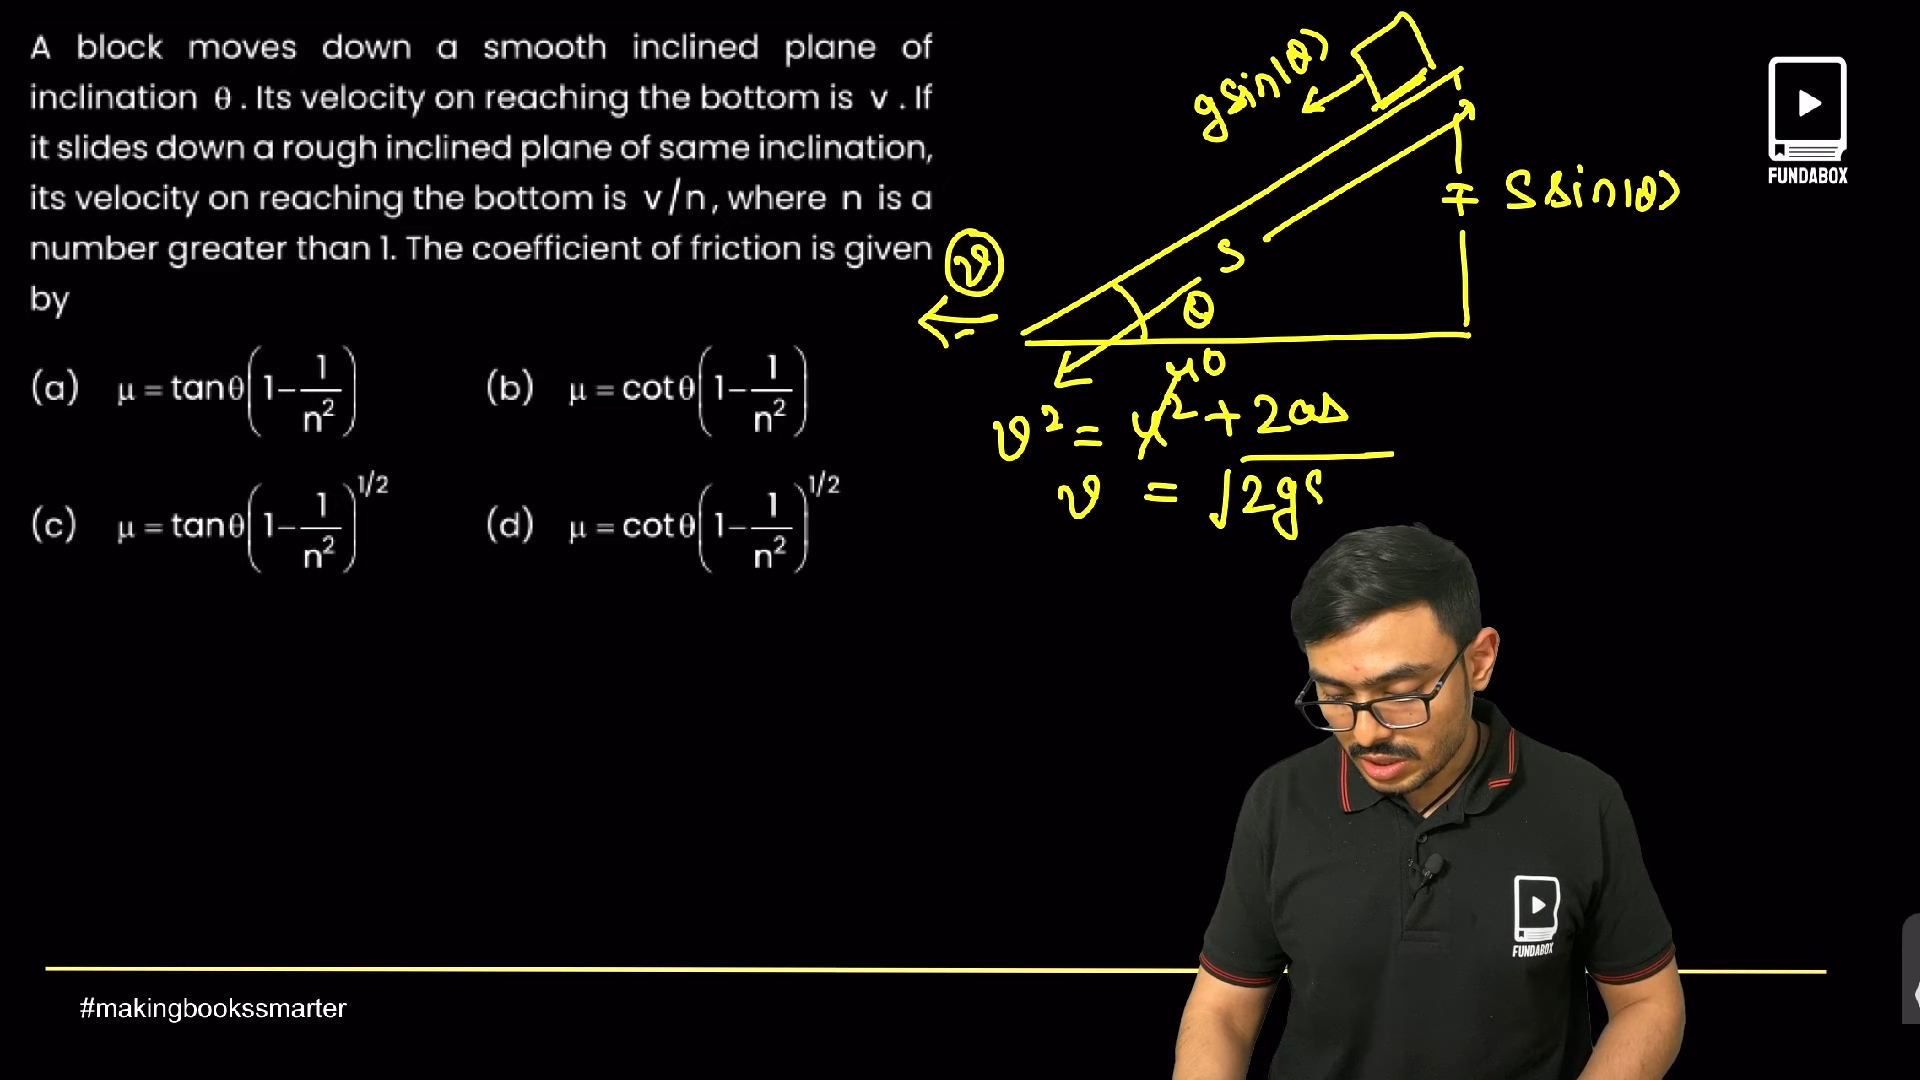 A block moves down a smooth inclined plane of
inclination θ. Its velocity on reaching the bottom is v. If
it slides down a rough inclined plane of same inclination,
its velocity on reaching the bottom is v/n, where n is a
number greater than 1. The coefficient of friction is given
by
(a) μ = tanθ(1 − 1/n²)
(b) μ = cotθ(1 − 1/n²)
(c) μ = tanθ(1 − 1/n²)^1/2
(d) μ = cotθ(1 − 1/n²)^1/2
g sin(θ)
S sin(θ)
S
v
θ
0
v² = u² + 2as
v = √2gs
FUNDABOX
FUNDABOX
#makingbookssmarter